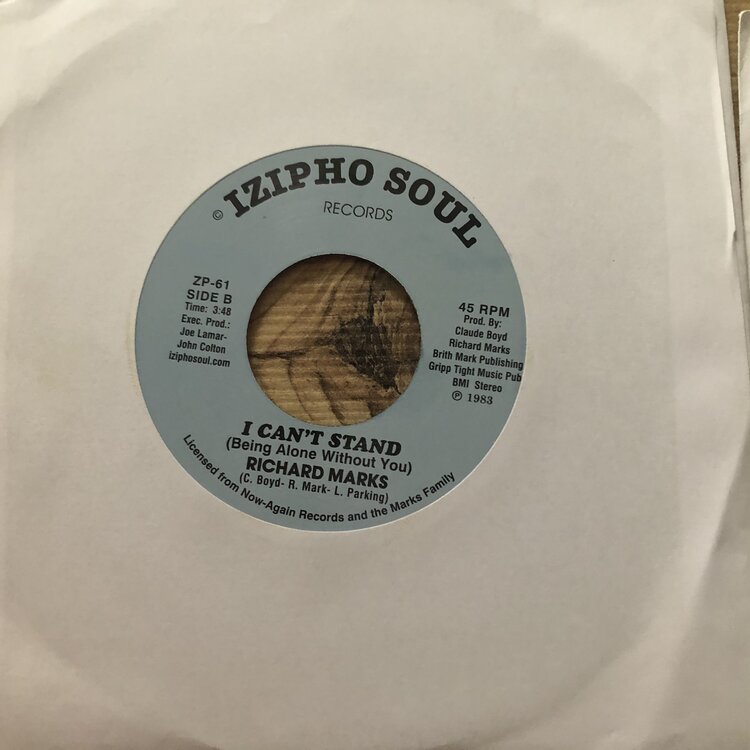 © IZIPHO SOUL
RECORDS
ZP-61
SIDE B
Time: 3:48
Exec. Prod.:
Joe Lamar-
John Colton
iziphosoul.com
45 RPM
Prod. By:
Claude Boyd
Richard Marks
Brith Mark Publishing
Gripp Tight Music Pub
BMI Stereo
℗ 1983
I CAN'T STAND
(Being Alone Without You)
RICHARD MARKS
(C. Boyd- R. Mark- L. Parking)
Licensed from Now-Again Records and the Marks Family